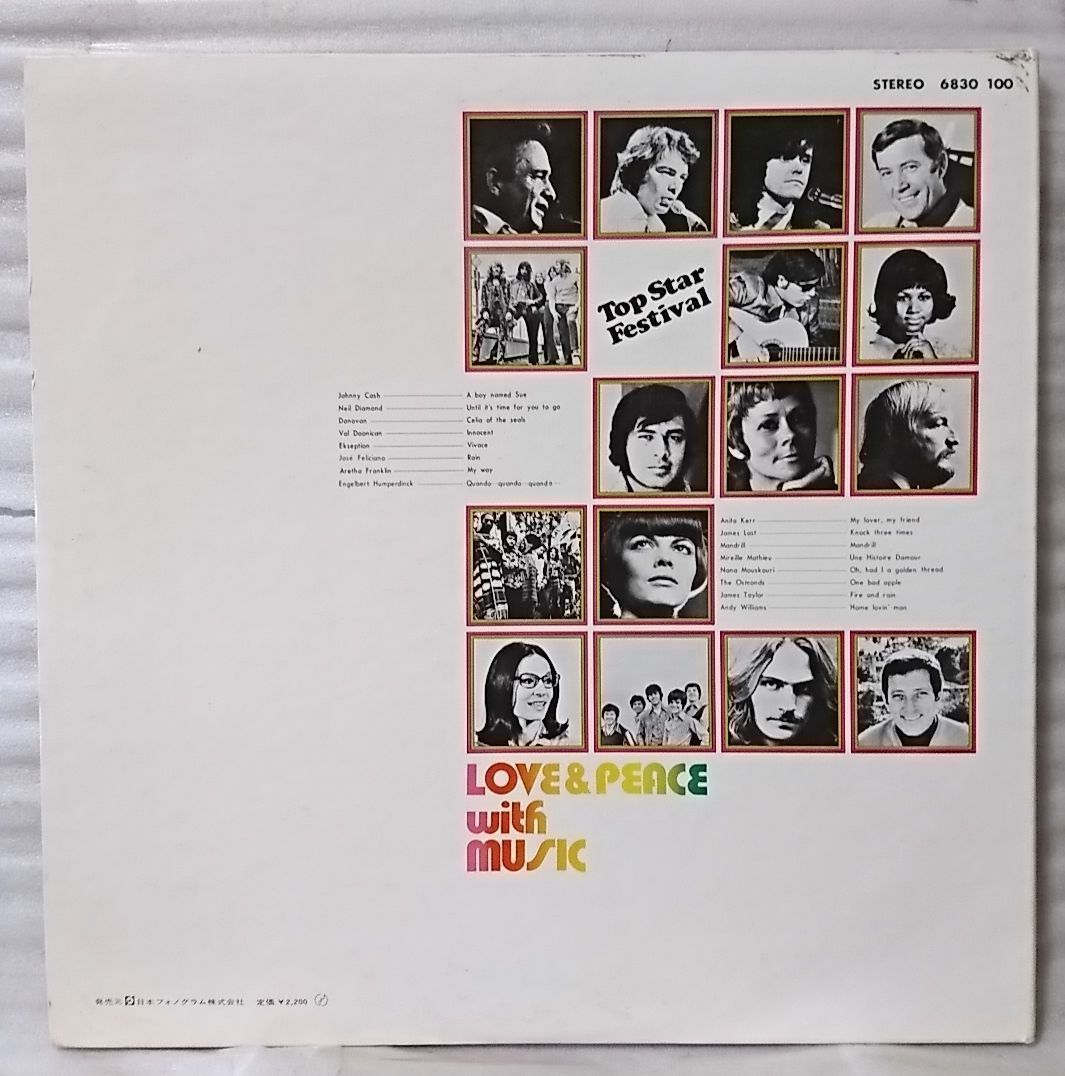 STEREO 6830 100
Top Star
Festival
Johnny Cash A boy named Sue
Neil Diamond Until it's time for you to go
Donovan Celia of the seals
Val Doonican Innocent
Ekseption Vivace
José Feliciano Rain
Aretha Franklin My way
Engelbert Humperdinck Quando quando quando
Anita Kerr My lover, my friend
James Last Knock three times
Mandrill Mandrill
Mireille Mathieu Une Histoire Damour
Nana Mouskouri Oh, had I a golden thread
The Osmonds One bad apple
James Taylor Fire and rain
Andy Williams Home lovin' man
LOVE & PEACE
with
MUSIC
発売元 日本フォノグラム株式会社 定価 ¥2,200